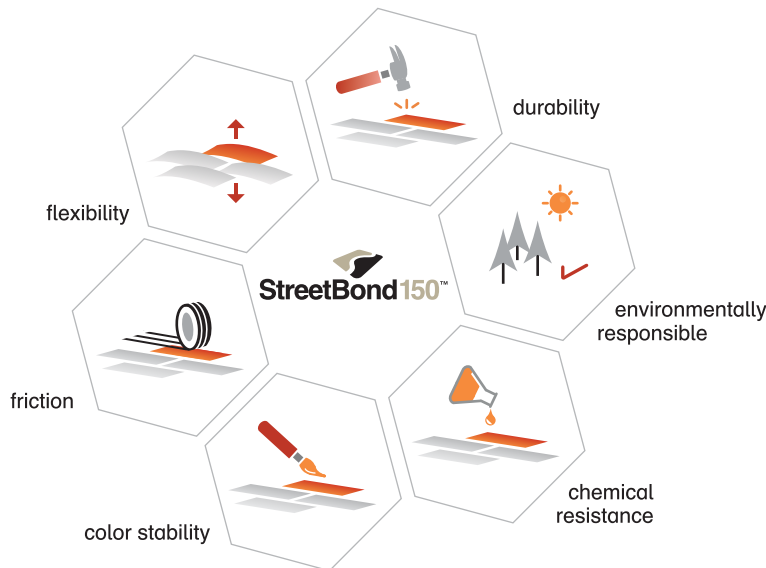 durability
flexibility
StreetBond150™
environmentally
responsible
friction
chemical
resistance
color stability